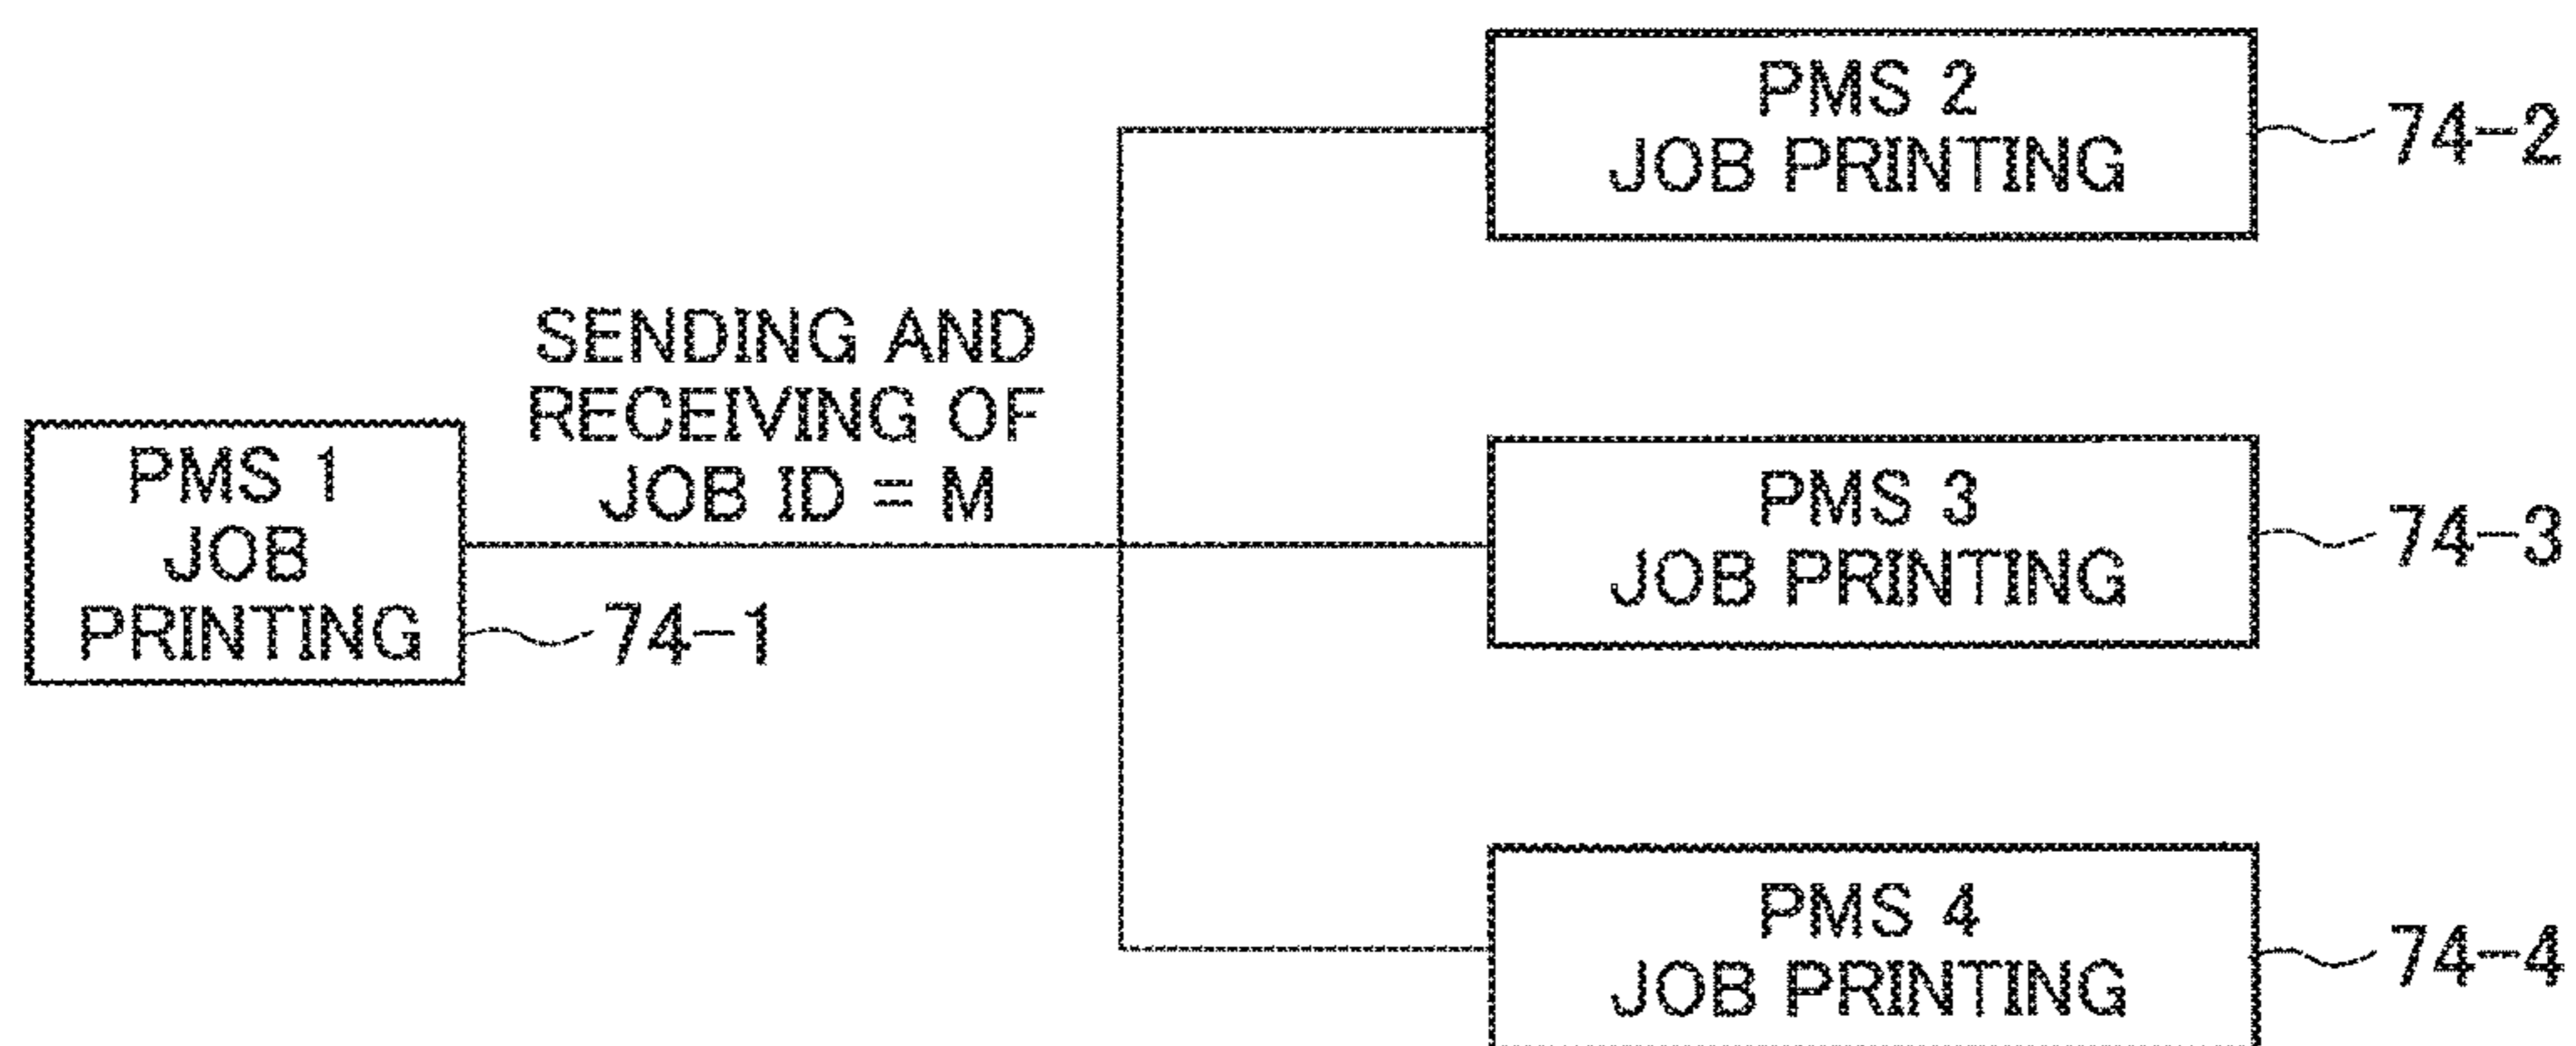 PMS 2
JOB PRINTING
74-2
SENDING AND
RECEIVING OF
JOB ID = M
PMS 1
JOB
PRINTING
74-1
PMS 3
JOB PRINTING
74-3
PMS 4
JOB PRINTING
74-4